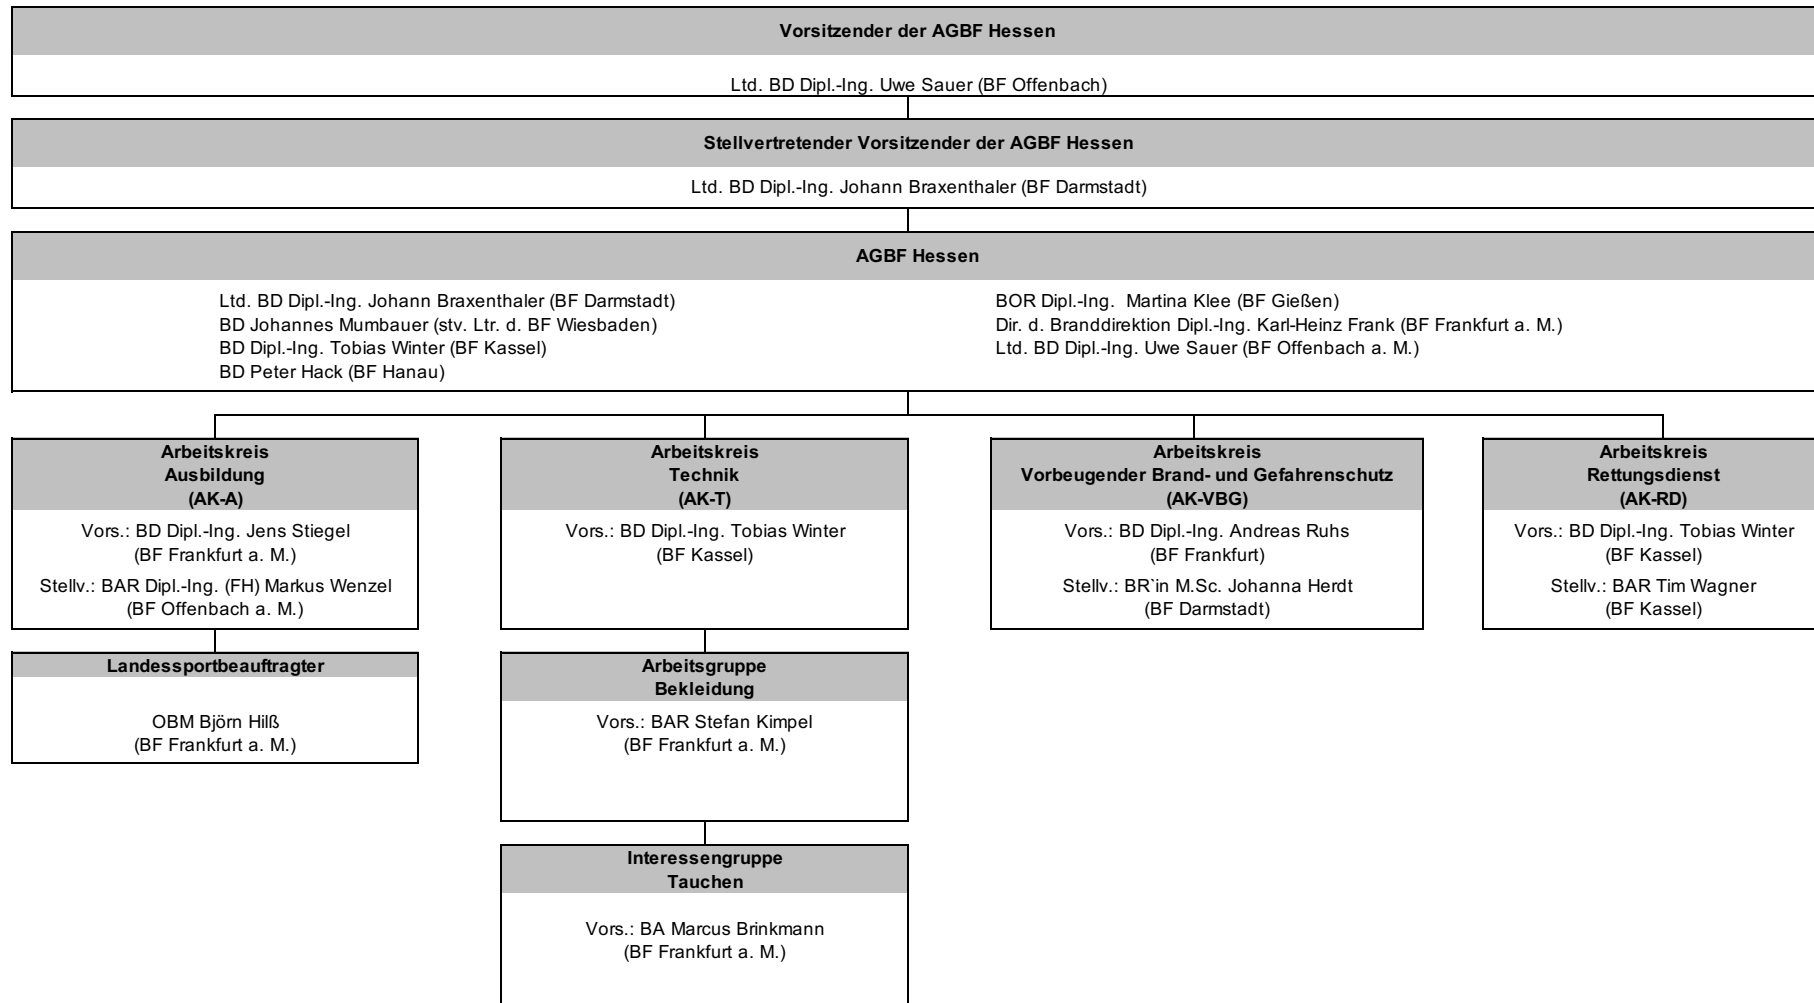 Vorsitzender der AGBF Hessen
Ltd. BD Dipl.-Ing. Uwe Sauer (BF Offenbach)
Stellvertretender Vorsitzender der AGBF Hessen
Ltd. BD Dipl.-Ing. Johann Braxenthaler (BF Darmstadt)
AGBF Hessen
Ltd. BD Dipl.-Ing. Johann Braxenthaler (BF Darmstadt)
BD Johannes Mumbauer (stv. Ltr. d. BF Wiesbaden)
BD Dipl.-Ing. Tobias Winter (BF Kassel)
BD Peter Hack (BF Hanau)
BOR Dipl.-Ing. Martina Klee (BF Gießen)
Dir. d. Branddirektion Dipl.-Ing. Karl-Heinz Frank (BF Frankfurt a. M.)
Ltd. BD Dipl.-Ing. Uwe Sauer (BF Offenbach a. M.)
Arbeitskreis
Ausbildung
(AK-A)
Vors.: BD Dipl.-Ing. Jens Stiegel
(BF Frankfurt a. M.)
Stellv.: BAR Dipl.-Ing. (FH) Markus Wenzel
(BF Offenbach a. M.)
Landessportbeauftragter
OBM Björn Hilß
(BF Frankfurt a. M.)
Arbeitskreis
Technik
(AK-T)
Vors.: BD Dipl.-Ing. Tobias Winter
(BF Kassel)
Arbeitsgruppe
Bekleidung
Vors.: BAR Stefan Kimpel
(BF Frankfurt a. M.)
Interessengruppe
Tauchen
Vors.: BA Marcus Brinkmann
(BF Frankfurt a. M.)
Arbeitskreis
Vorbeugender Brand- und Gefahrenschutz
(AK-VBG)
Vors.: BD Dipl.-Ing. Andreas Ruhs
(BF Frankfurt)
Stellv.: BR`in M.Sc. Johanna Herdt
(BF Darmstadt)
Arbeitskreis
Rettungsdienst
(AK-RD)
Vors.: BD Dipl.-Ing. Tobias Winter
(BF Kassel)
Stellv.: BAR Tim Wagner
(BF Kassel)